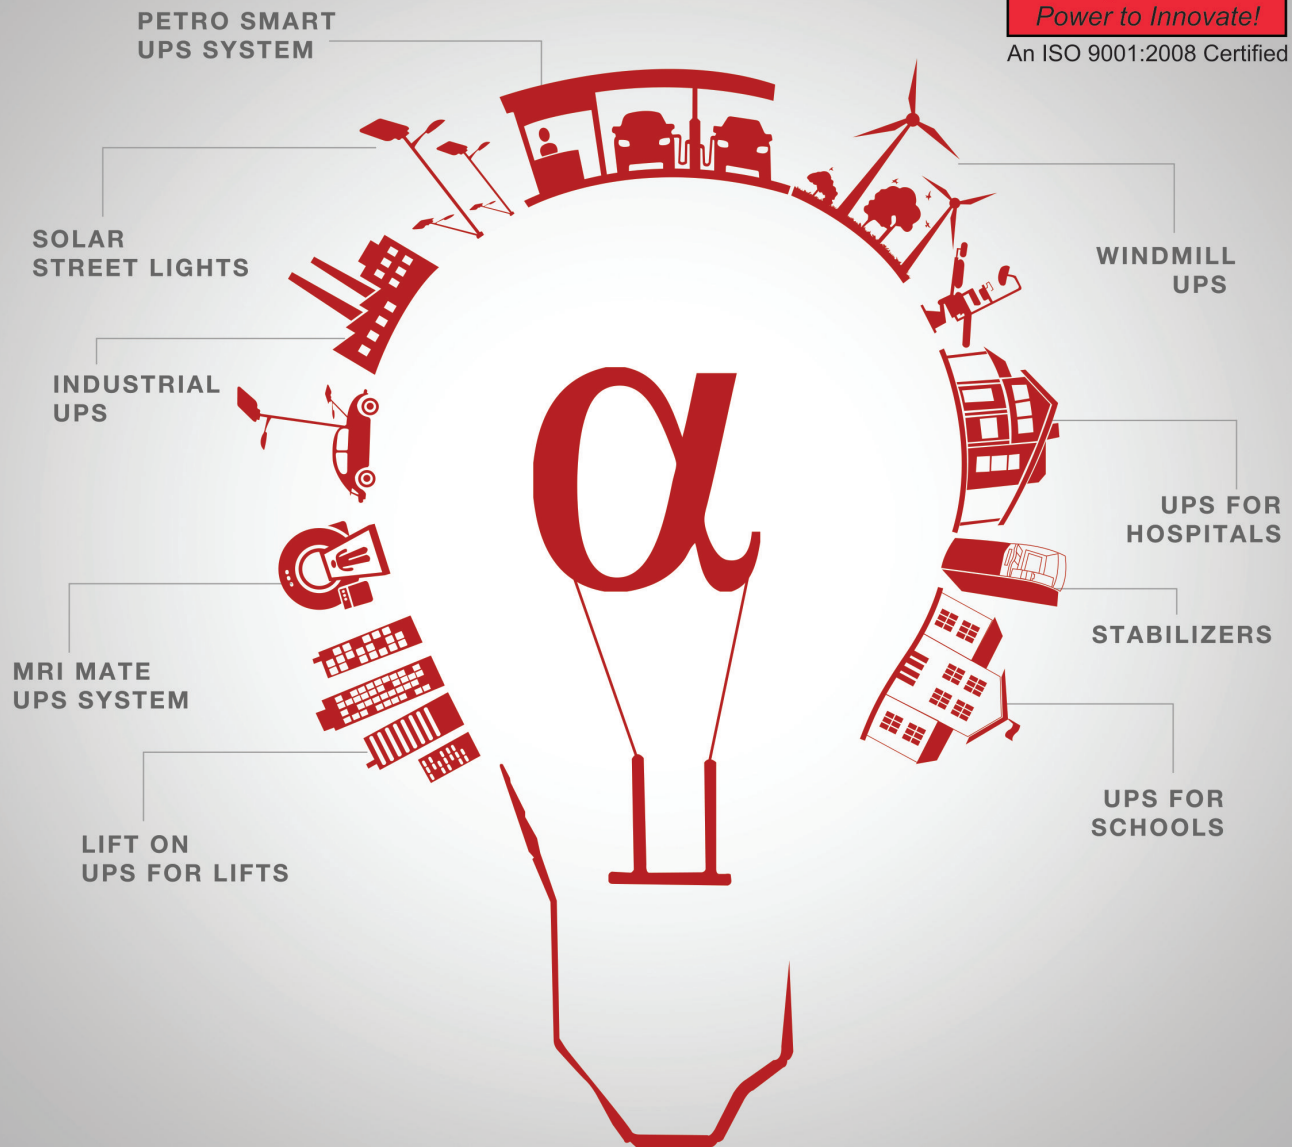 PETRO SMART
UPS SYSTEM
Power to Innovate!
An ISO 9001:2008 Certified
SOLAR
STREET LIGHTS
WINDMILL
UPS
INDUSTRIAL
UPS
α
UPS FOR
HOSPITALS
STABILIZERS
MRI MATE
UPS SYSTEM
UPS FOR
SCHOOLS
LIFT ON
UPS FOR LIFTS